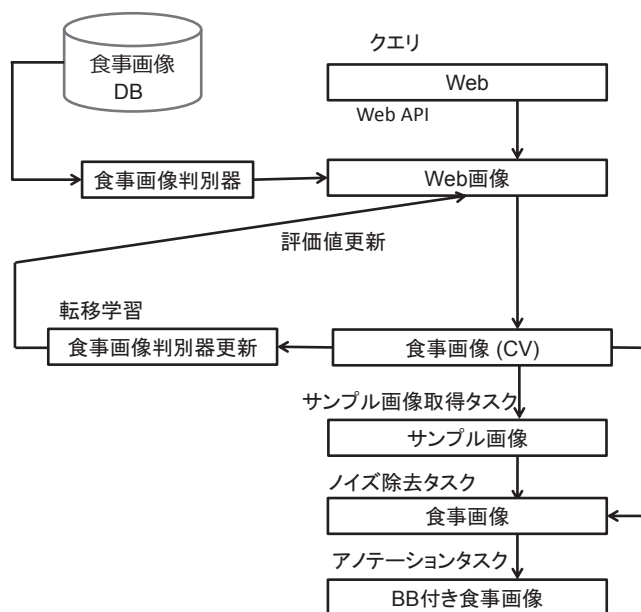 食事画像
DB
クエリ
Web
Web API
食事画像判別器
Web画像
評価値更新
転移学習
食事画像判別器更新
食事画像 (CV)
サンプル画像取得タスク
サンプル画像
ノイズ除去タスク
食事画像
アノテーションタスク
BB付き食事画像